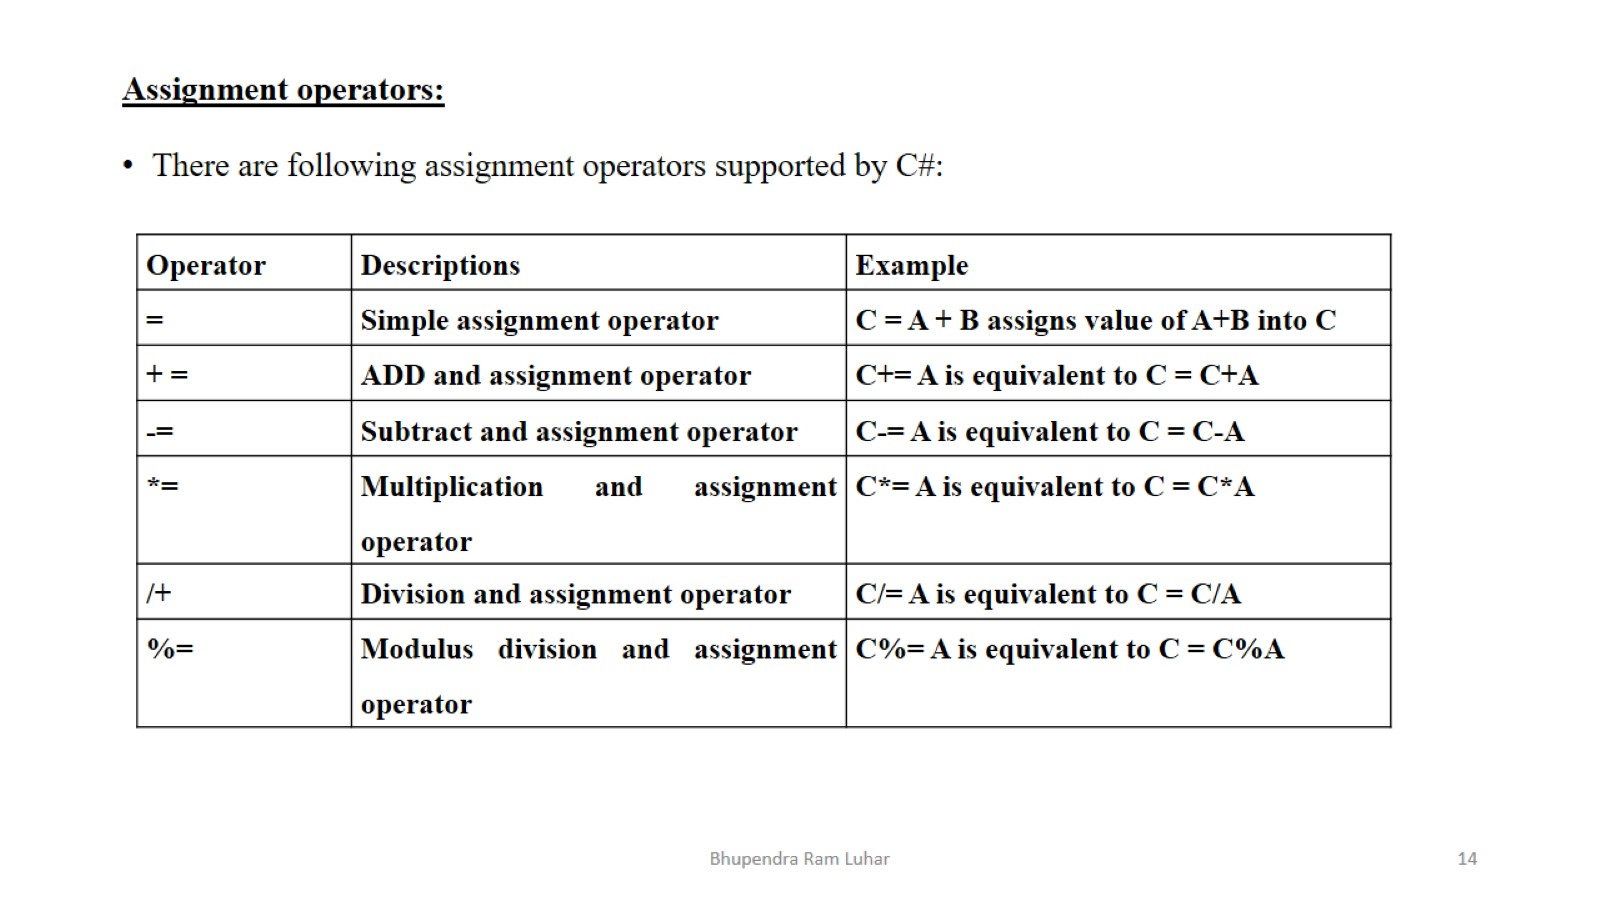 Assignment operators:
• There are following assignment operators supported by C#:
Operator Descriptions Example
= Simple assignment operator C = A + B assigns value of A+B into C
+ = ADD and assignment operator C+= A is equivalent to C = C+A
-= Subtract and assignment operator C-= A is equivalent to C = C-A
*= Multiplication and assignment C*= A is equivalent to C = C*A
operator
/+ Division and assignment operator C/= A is equivalent to C = C/A
%= Modulus division and assignment C%= A is equivalent to C = C%A
operator
Bhupendra Ram Luhar 14